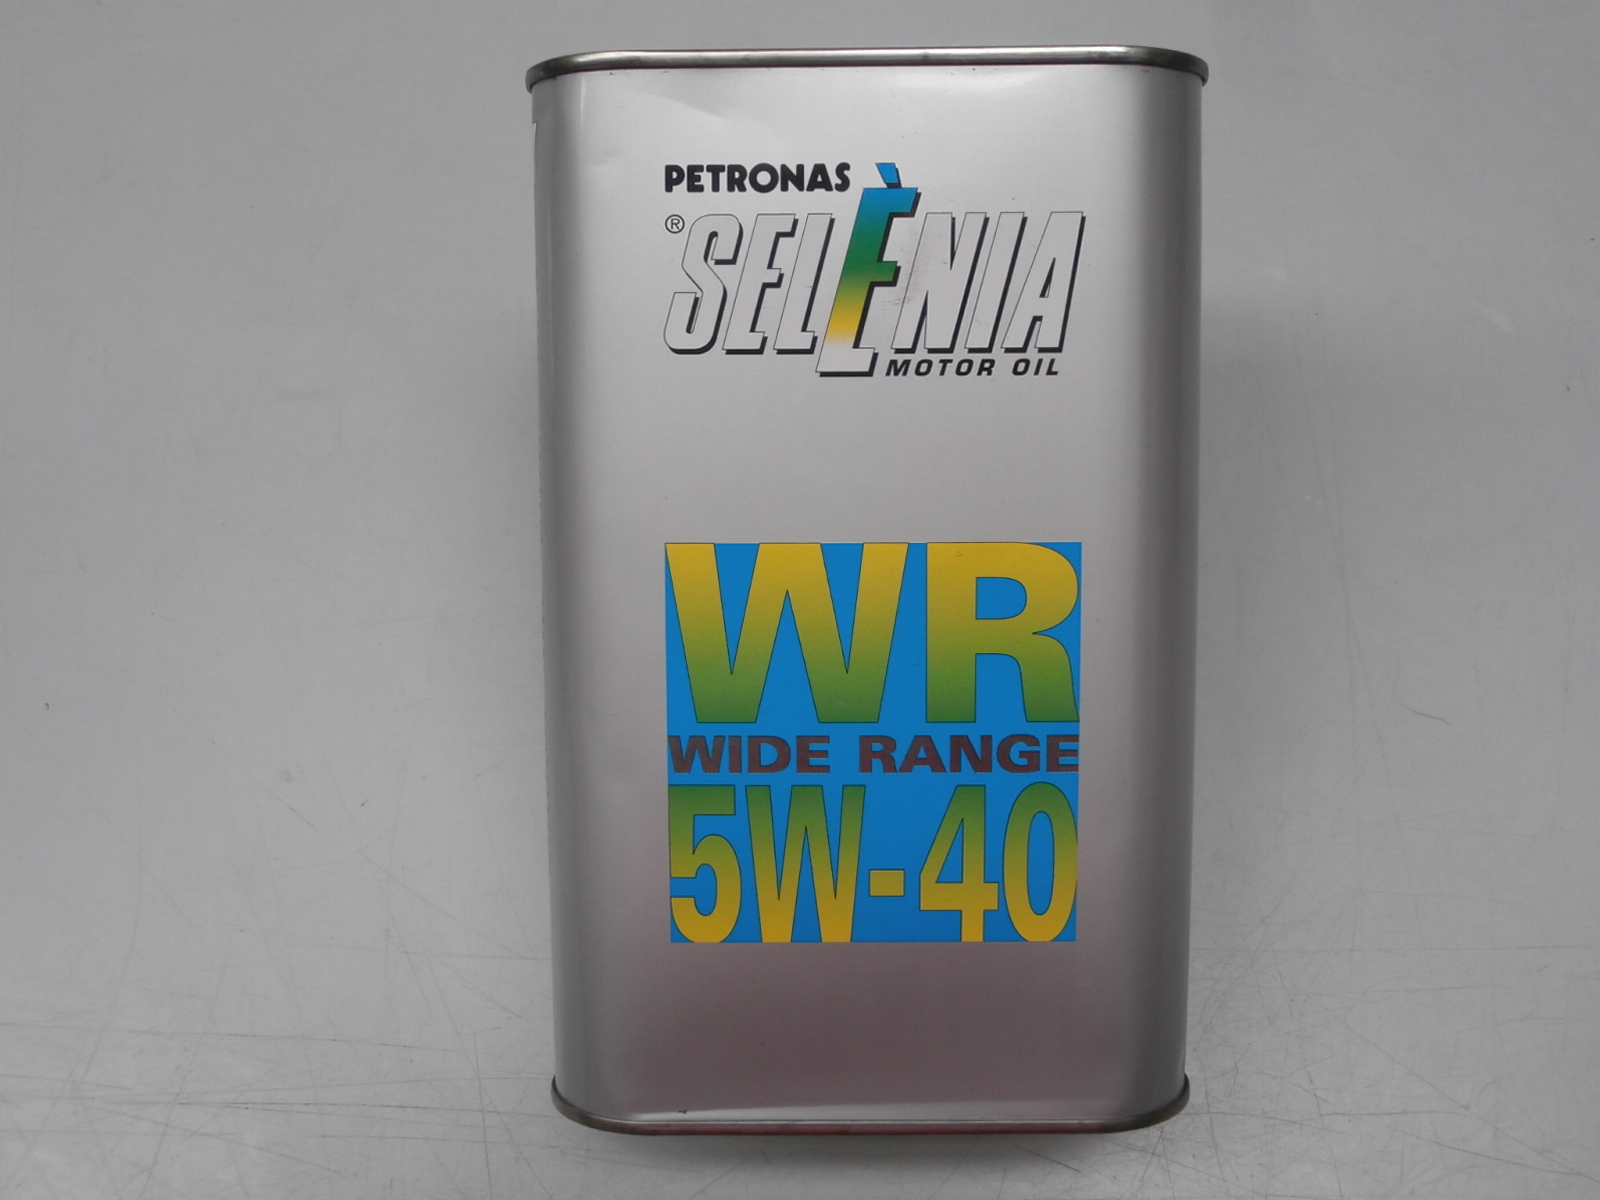 PETRONAS
® SELÈNIA
MOTOR OIL
WR
WIDE RANGE
5W-40